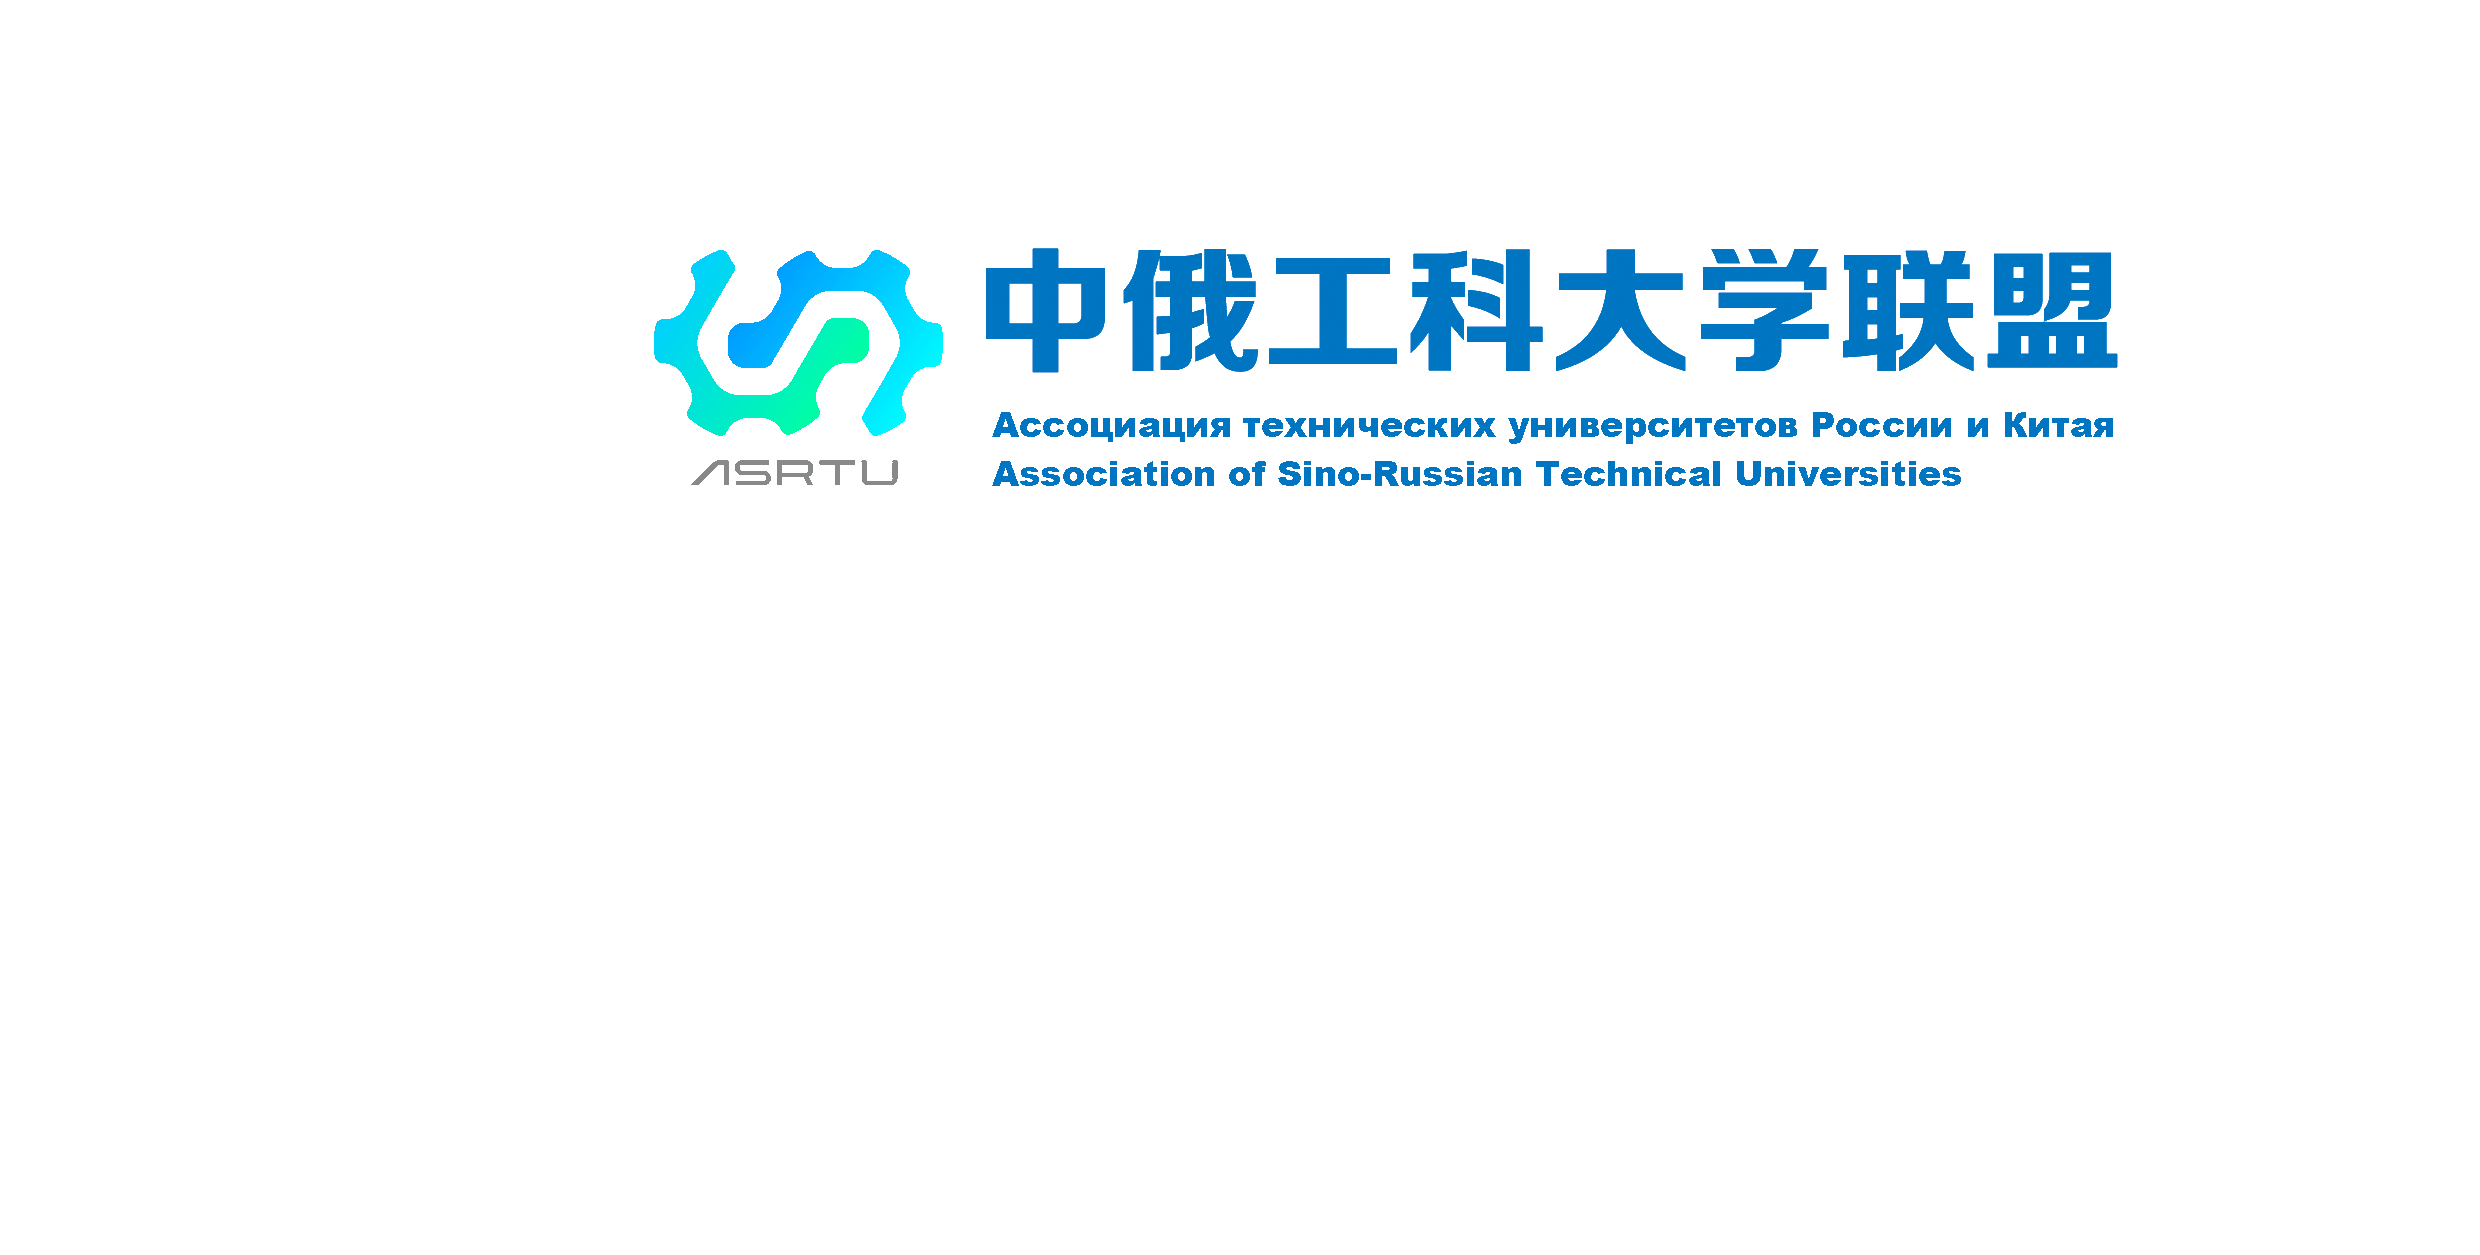 中俄工科大学联盟
Ассоциация технических университетов России и Китая
Association of Sino-Russian Technical Universities
ASRTU